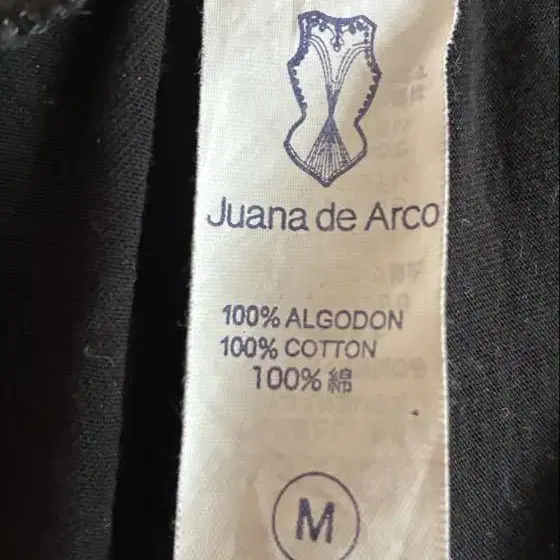 Juana de Arco
100% ALGODON
100% COTTON
100% 綿
M